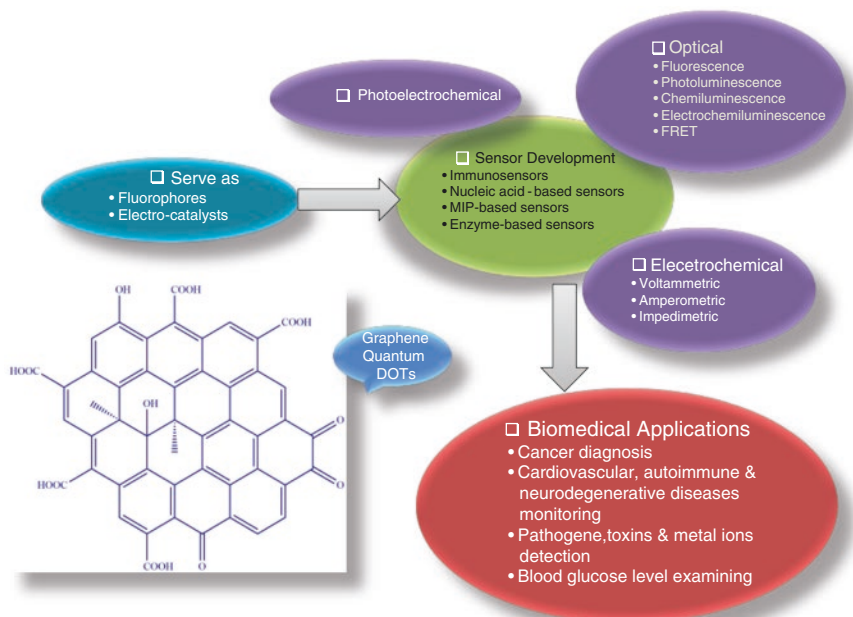 ❑ Optical
• Fluorescence
• Photoluminescence
• Chemiluminescence
• Electrochemiluminescence
• FRET
❑ Photoelectrochemical
❑ Sensor Development
• Immunosensors
• Nucleic acid-based sensors
• MIP-based sensors
• Enzyme-based sensors
❑ Serve as
• Fluorophores
• Electro-catalysts
❑ Elecetrochemical
• Voltammetric
• Amperometric
• Impedimetric
OH
COOH
COOH
HOOC
OH
O
O
HOOC
COOH
O
Graphene
Quantum
DOTs
❑ Biomedical Applications
• Cancer diagnosis
• Cardiovascular, autoimmune &
neurodegenerative diseases
monitoring
• Pathogene,toxins & metal ions
detection
• Blood glucose level examining